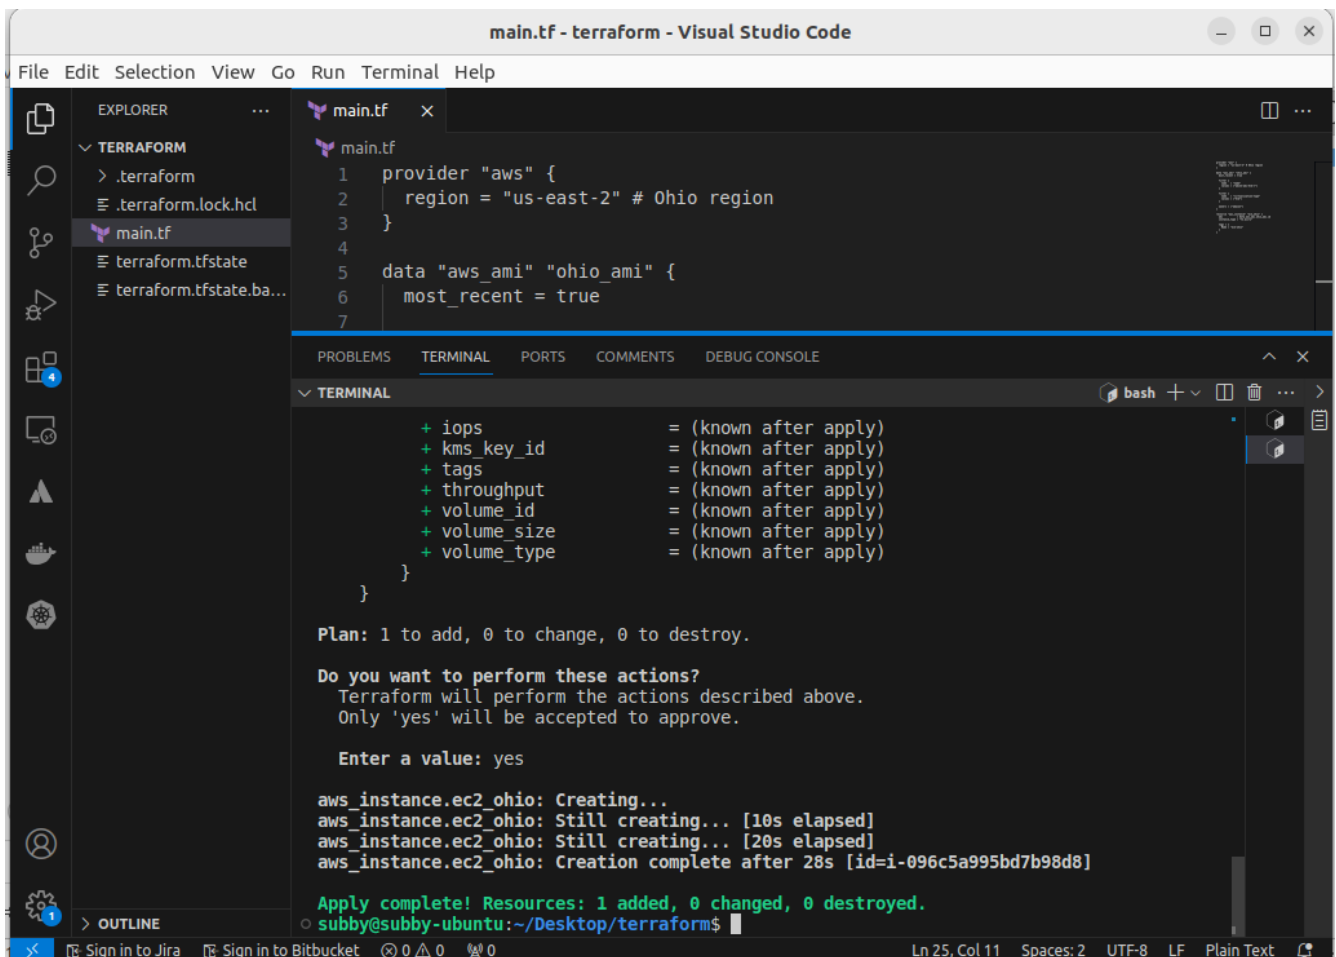 main.tf - terraform - Visual Studio Code
File Edit Selection View Go Run Terminal Help
EXPLORER
TERRAFORM
.terraform
.terraform.lock.hcl
main.tf
terraform.tfstate
terraform.tfstate.ba...
OUTLINE
main.tf
main.tf
1 provider "aws" {
2 region = "us-east-2" # Ohio region
3 }
4
5 data "aws_ami" "ohio_ami" {
6 most_recent = true
7
PROBLEMS TERMINAL PORTS COMMENTS DEBUG CONSOLE
TERMINAL
bash
+ iops = (known after apply)
+ kms_key_id = (known after apply)
+ tags = (known after apply)
+ throughput = (known after apply)
+ volume_id = (known after apply)
+ volume_size = (known after apply)
+ volume_type = (known after apply)
}
}
Plan: 1 to add, 0 to change, 0 to destroy.
Do you want to perform these actions?
Terraform will perform the actions described above.
Only 'yes' will be accepted to approve.
Enter a value: yes
aws_instance.ec2_ohio: Creating...
aws_instance.ec2_ohio: Still creating... [10s elapsed]
aws_instance.ec2_ohio: Still creating... [20s elapsed]
aws_instance.ec2_ohio: Creation complete after 28s [id=i-096c5a995bd7b98d8]
Apply complete! Resources: 1 added, 0 changed, 0 destroyed.
subby@subby-ubuntu:~/Desktop/terraform$
4
1
Sign in to Jira Sign in to Bitbucket 0 0 0 Ln 25, Col 11 Spaces: 2 UTF-8 LF Plain Text